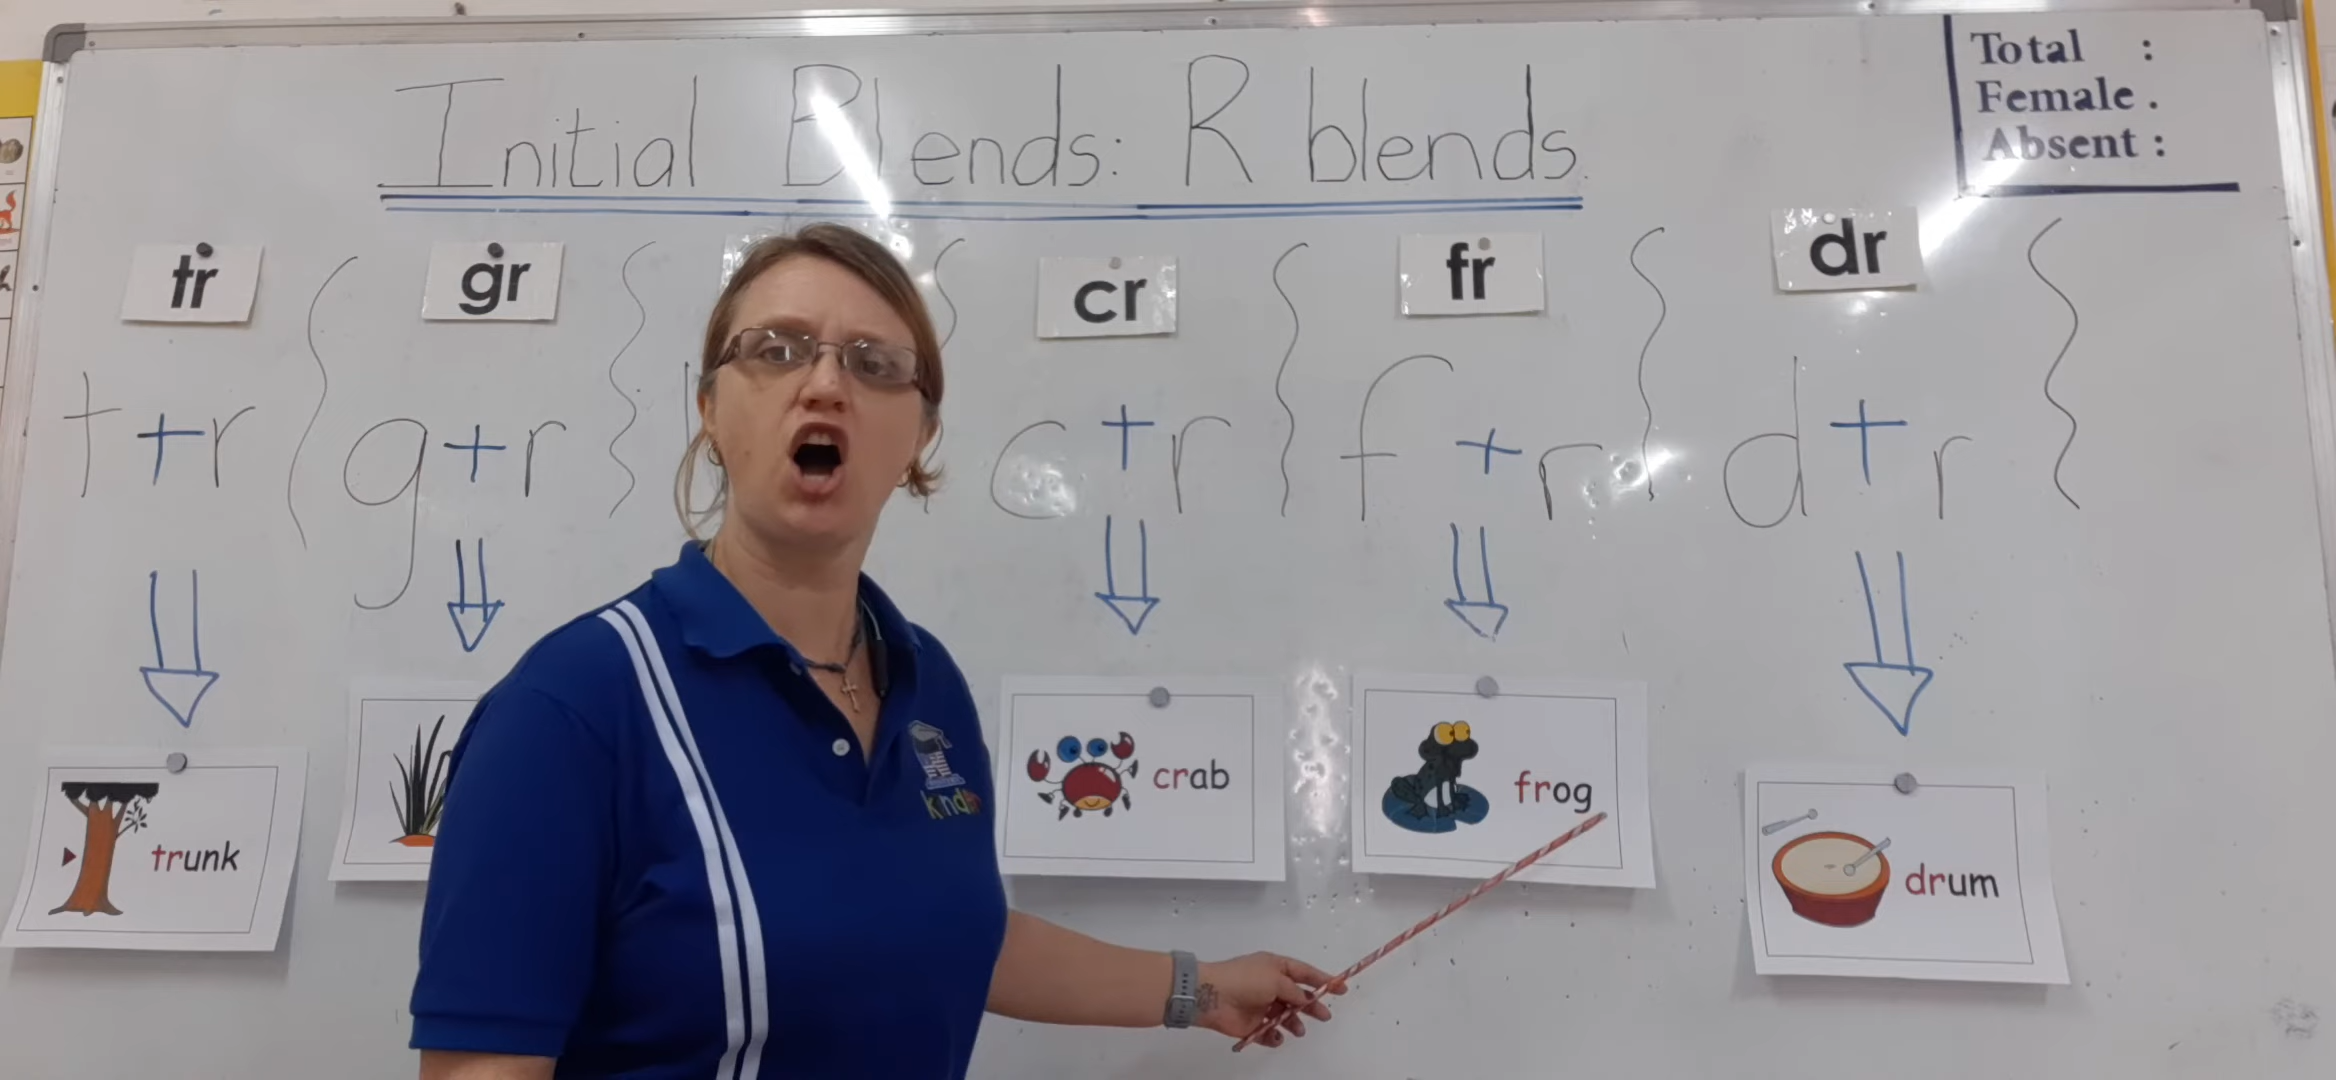 Initial Blends: R blends.
Total :
Female .
Absent :
tr gr cr fr dr
t+r g+r c+r f+r d+r
crab frog
trunk drum